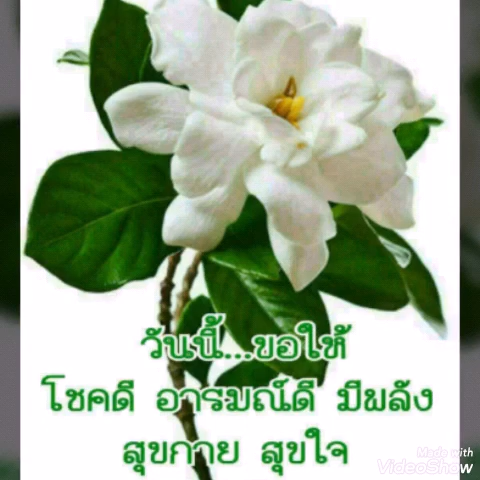 วันนี้...ขอให้
โชคดี อารมณ์ดี มีพลัง
สุขกาย สุขใจ
Made with
VideoShow